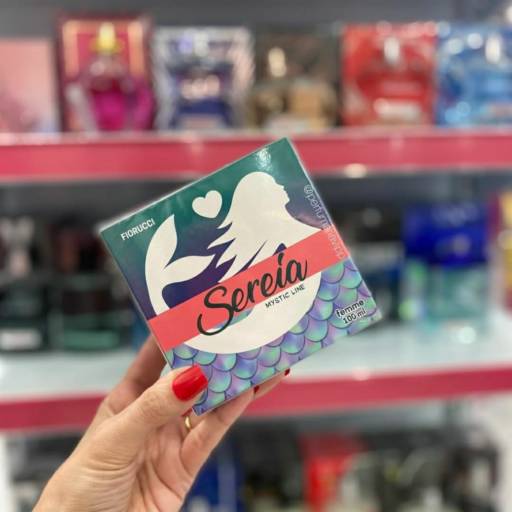 FIORUCCI
Sereia
MYSTIC LINE
femme
100 ml